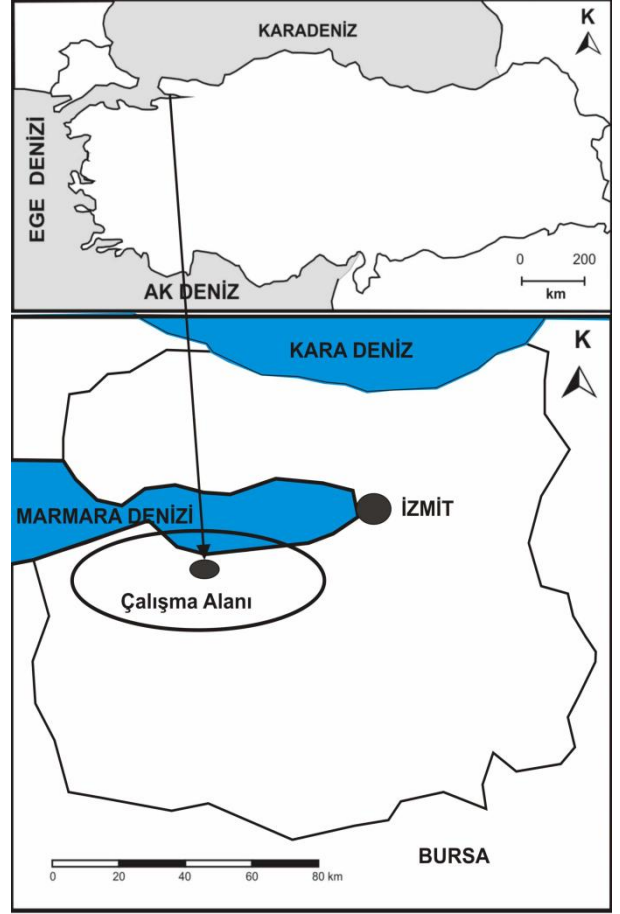 KARADENİZ
K
EGE DENİZİ
0 200
km
AK DENİZ
KARA DENİZ
K
MARMARA DENİZİ
İZMİT
Çalışma Alanı
BURSA
0 20 40 60 80 km